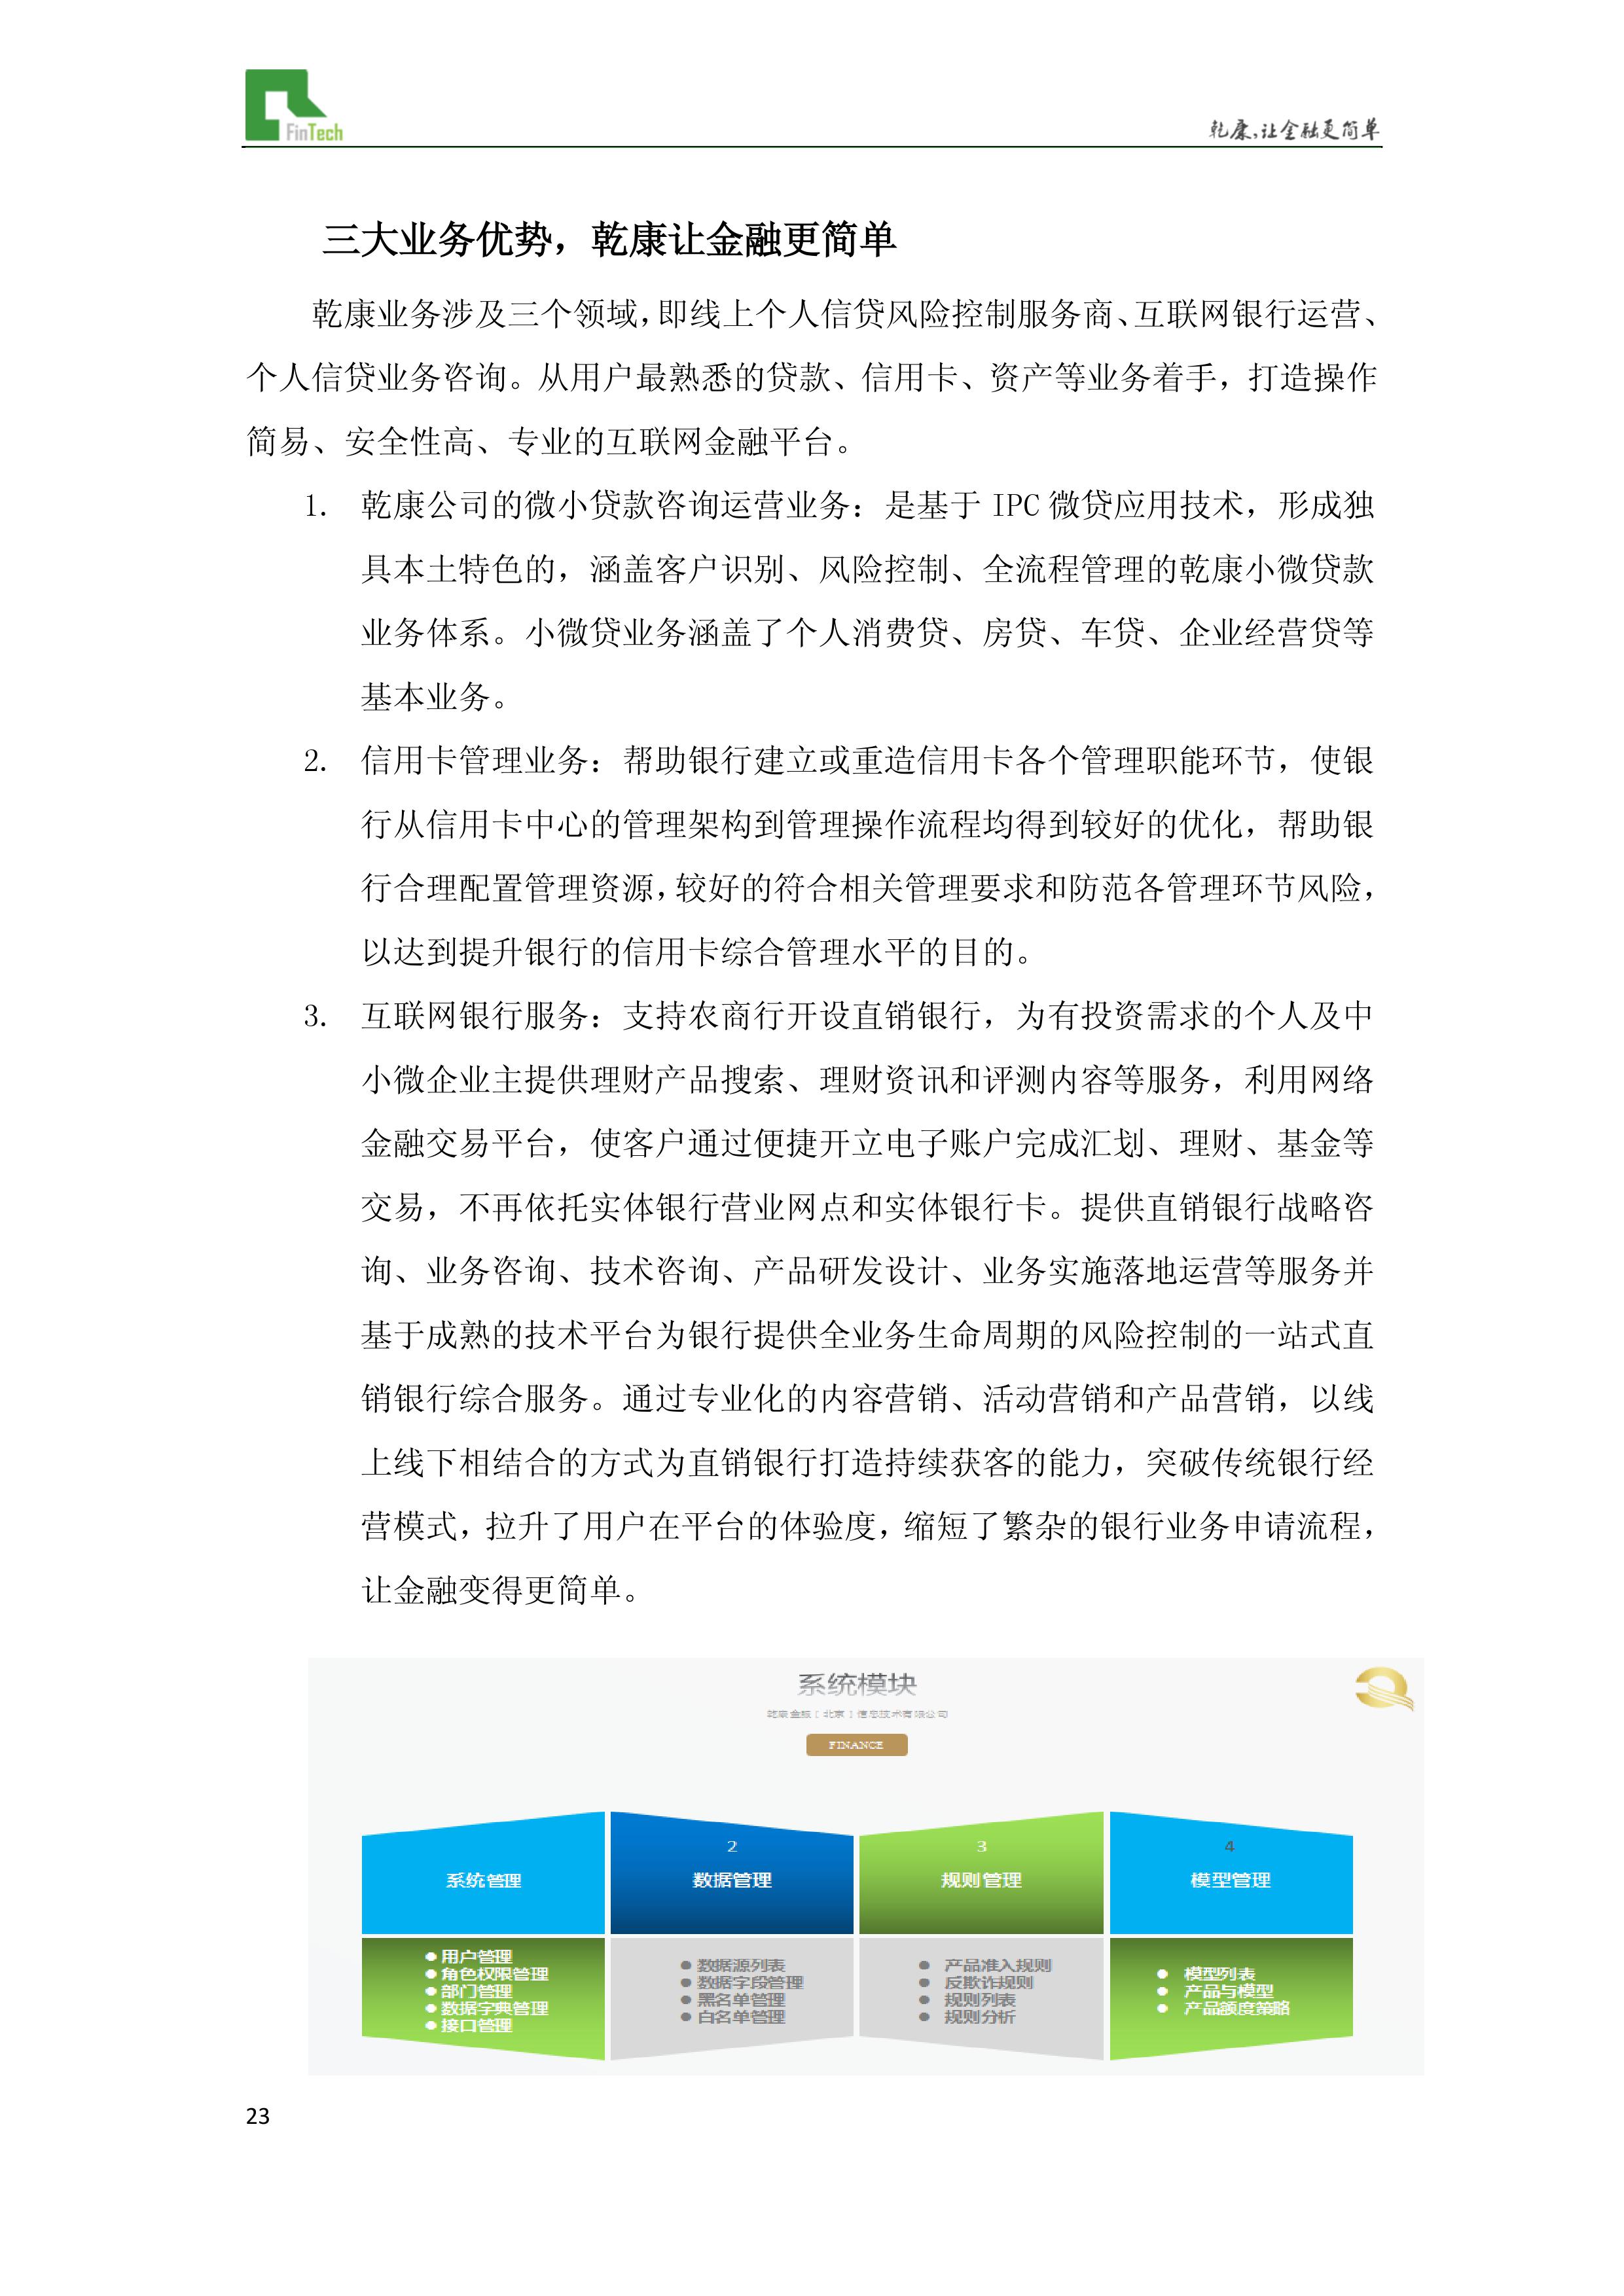 FinTech
乾康,让金融更简单
三大业务优势，乾康让金融更简单
乾康业务涉及三个领域，即线上个人信贷风险控制服务商、互联网银行运营、
个人信贷业务咨询。从用户最熟悉的贷款、信用卡、资产等业务着手，打造操作
简易、安全性高、专业的互联网金融平台。
1. 乾康公司的微小贷款咨询运营业务：是基于 IPC 微贷应用技术，形成独
具本土特色的，涵盖客户识别、风险控制、全流程管理的乾康小微贷款
业务体系。小微贷业务涵盖了个人消费贷、房贷、车贷、企业经营贷等
基本业务。
2. 信用卡管理业务：帮助银行建立或重造信用卡各个管理职能环节，使银
行从信用卡中心的管理架构到管理操作流程均得到较好的优化，帮助银
行合理配置管理资源，较好的符合相关管理要求和防范各管理环节风险，
以达到提升银行的信用卡综合管理水平的目的。
3. 互联网银行服务：支持农商行开设直销银行，为有投资需求的个人及中
小微企业主提供理财产品搜索、理财资讯和评测内容等服务，利用网络
金融交易平台，使客户通过便捷开立电子账户完成汇划、理财、基金等
交易，不再依托实体银行营业网点和实体银行卡。提供直销银行战略咨
询、业务咨询、技术咨询、产品研发设计、业务实施落地运营等服务并
基于成熟的技术平台为银行提供全业务生命周期的风险控制的一站式直
销银行综合服务。通过专业化的内容营销、活动营销和产品营销，以线
上线下相结合的方式为直销银行打造持续获客的能力，突破传统银行经
营模式，拉升了用户在平台的体验度，缩短了繁杂的银行业务申请流程，
让金融变得更简单。
系统模块
乾康金融（北京）信息技术有限公司
FINANCE
系统管理
● 用户管理
● 角色权限管理
● 部门管理
● 数据字典管理
● 接口管理
2
数据管理
● 数据源列表
● 数据字段管理
● 黑名单管理
● 白名单管理
3
规则管理
● 产品准入规则
● 反欺诈规则
● 规则列表
● 规则分析
4
模型管理
● 模型列表
● 产品与模型
● 产品额度策略
23